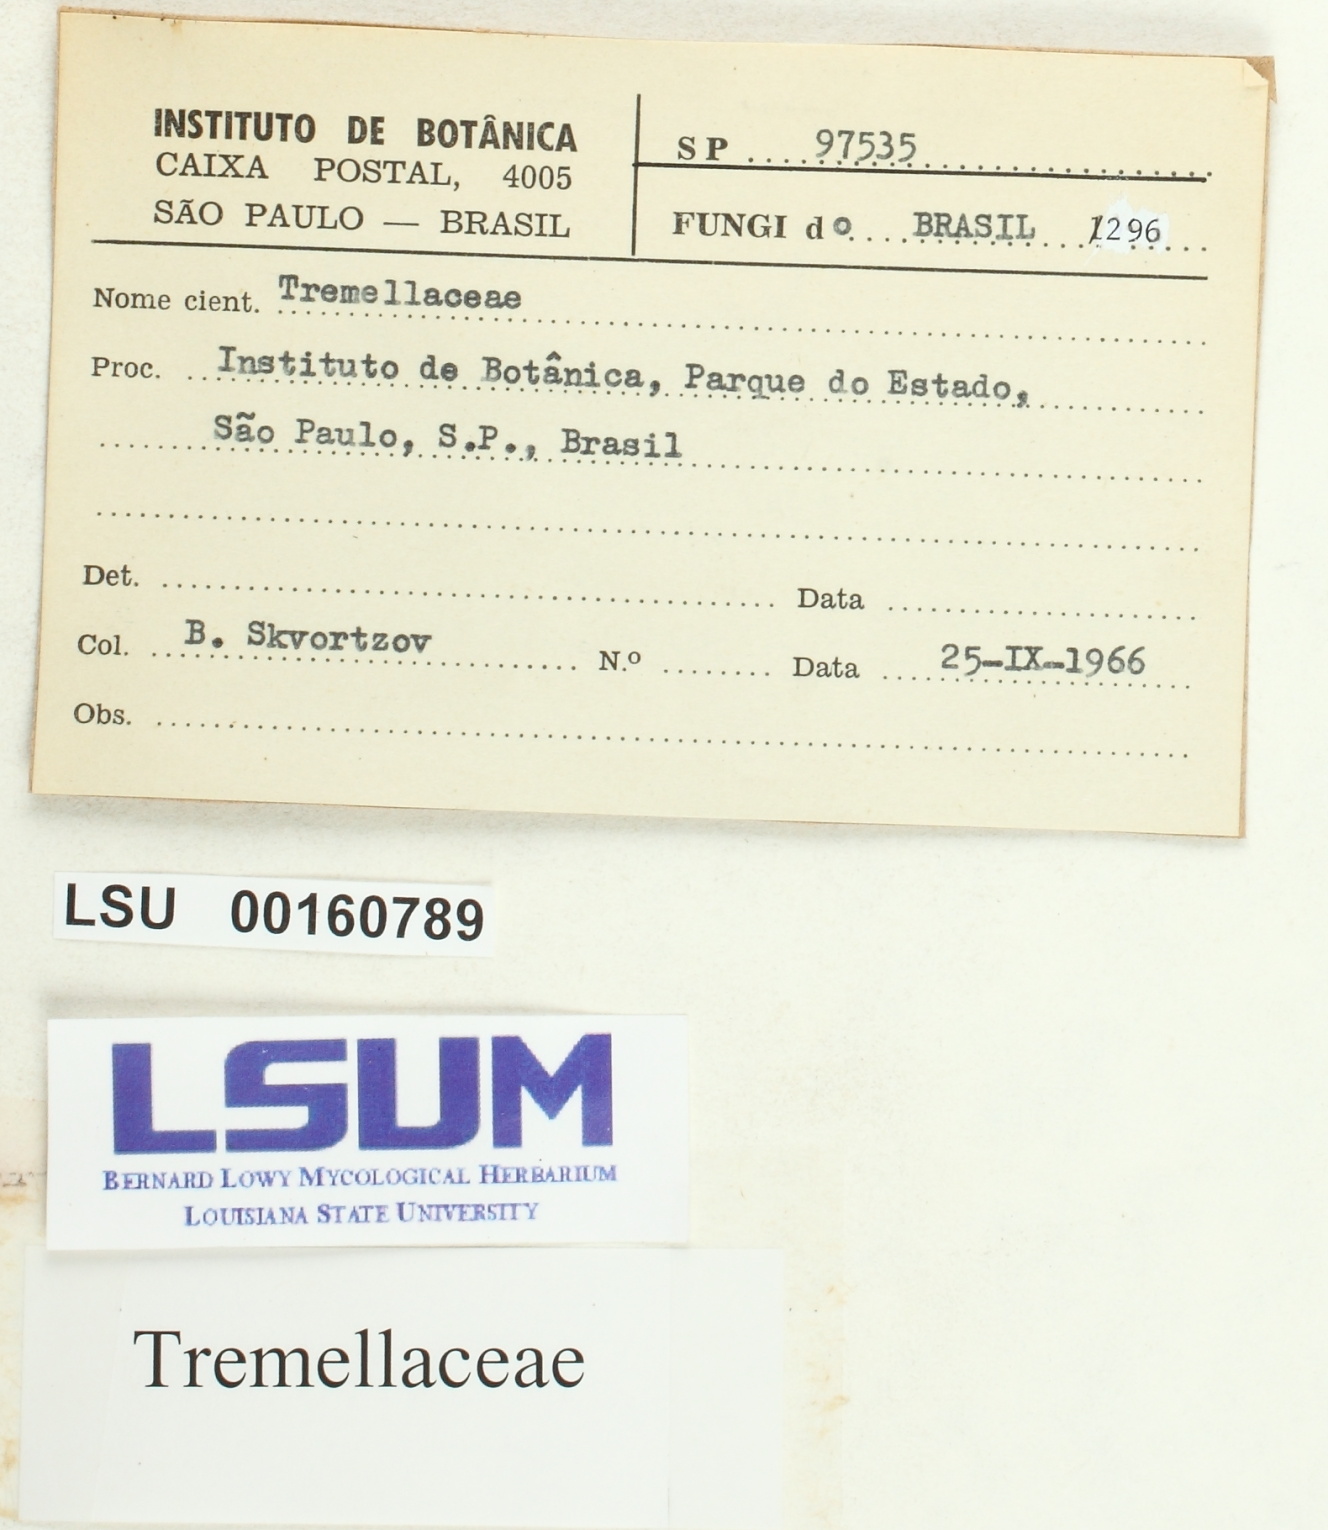 INSTITUTO DE BOTÂNICA
CAIXA POSTAL, 4005
SÃO PAULO — BRASIL
SP 97535
FUNGI do BRASIL 1296
Nome cient. Tremellaceae
Proc. Instituto de Botânica, Parque do Estado,
São Paulo, S.P., Brasil
Det. Data
Col. B. Skvortzov N.º Data 25-IX-1966
Obs.
LSU 00160789
LSUM
BERNARD LOWY MYCOLOGICAL HERBARIUM
LOUISIANA STATE UNIVERSITY
Tremellaceae